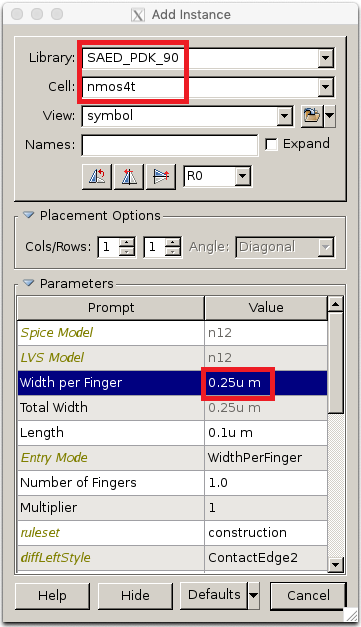 Add Instance
Library: SAED_PDK_90
Cell: nmos4t
View: symbol
Names: Expand
R0
Placement Options
Cols/Rows: 1 1 Angle: Diagonal
Parameters
Prompt Value
Spice Model n12
LVS Model n12
Width per Finger 0.25u m
Total Width 0.25u m
Length 0.1u m
Entry Mode WidthPerFinger
Number of Fingers 1.0
Multiplier 1
ruleset construction
diffLeftStyle ContactEdge2
Help Hide Defaults Cancel